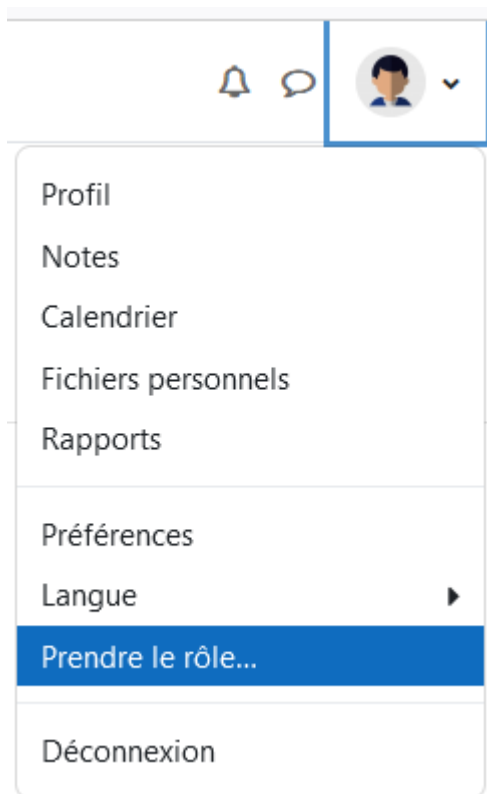 Profil
Notes
Calendrier
Fichiers personnels
Rapports
Préférences
Langue
Prendre le rôle...
Déconnexion